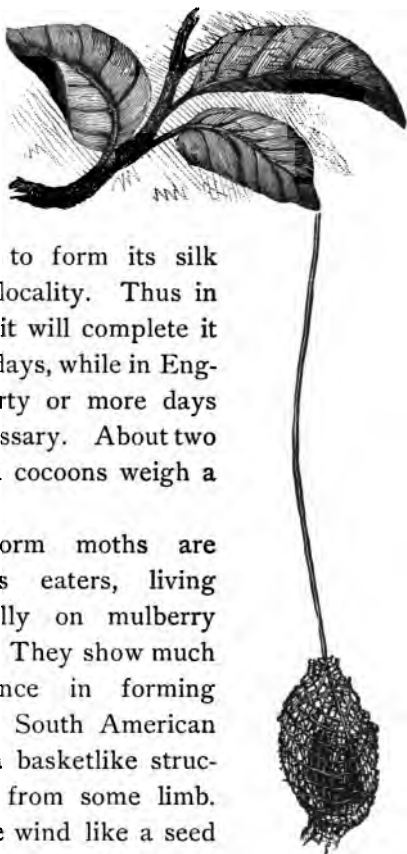 to form its silk
locality. Thus in
it will complete it
days, while in Eng-
rty or more days
ssary. About two
cocoons weigh a
orm moths are
s eaters, living
lly on mulberry
They show much
nce in forming
South American
basketlike struc-
from some limb.
wind like a seed